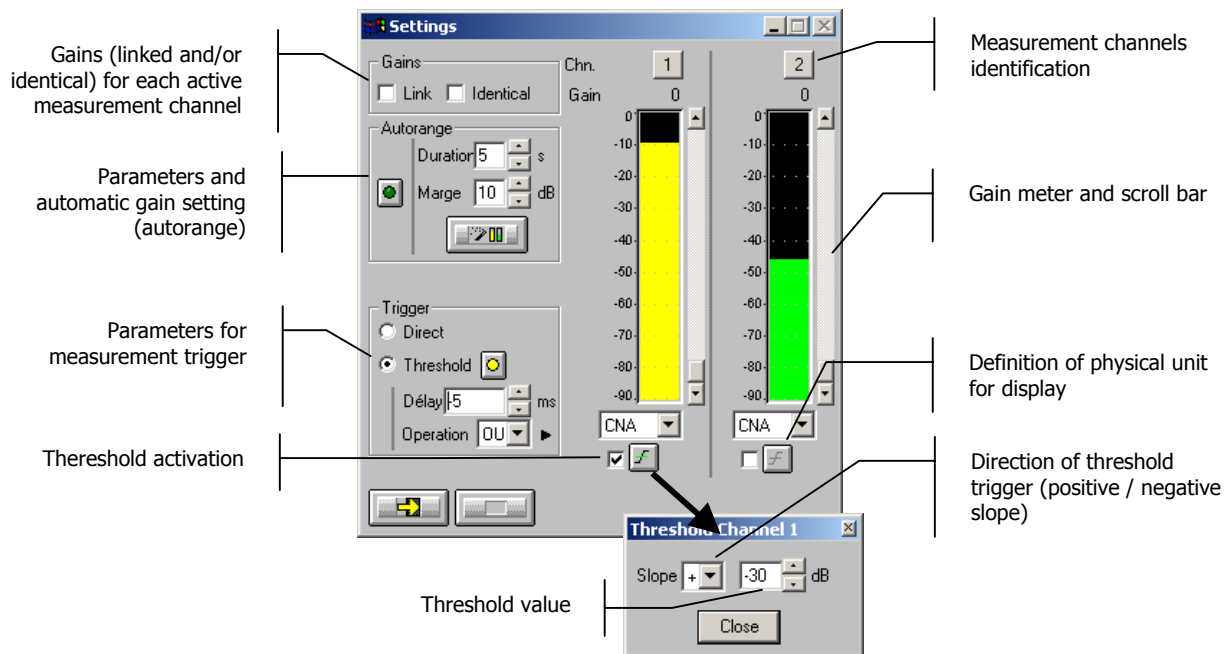 Settings
Gains (linked and/or
identical) for each active
measurement channel
Parameters and
automatic gain setting
(autorange)
Parameters for
measurement trigger
Thereshold activation
Gains
Link
Identical
Autorange
Duration 5 s
Marge 10 dB
Trigger
Direct
Threshold
Délay -5 ms
Operation OU
Chn. 1 2
Gain 0 0
0
-10
-20
-30
-40
-50
-60
-70
-80
-90
CNA
0
-10
-20
-30
-40
-50
-60
-70
-80
-90
CNA
Measurement channels
identification
Gain meter and scroll bar
Definition of physical unit
for display
Direction of threshold
trigger (positive / negative
slope)
Threshold Channel 1
Slope + -30 dB
Close
Threshold value